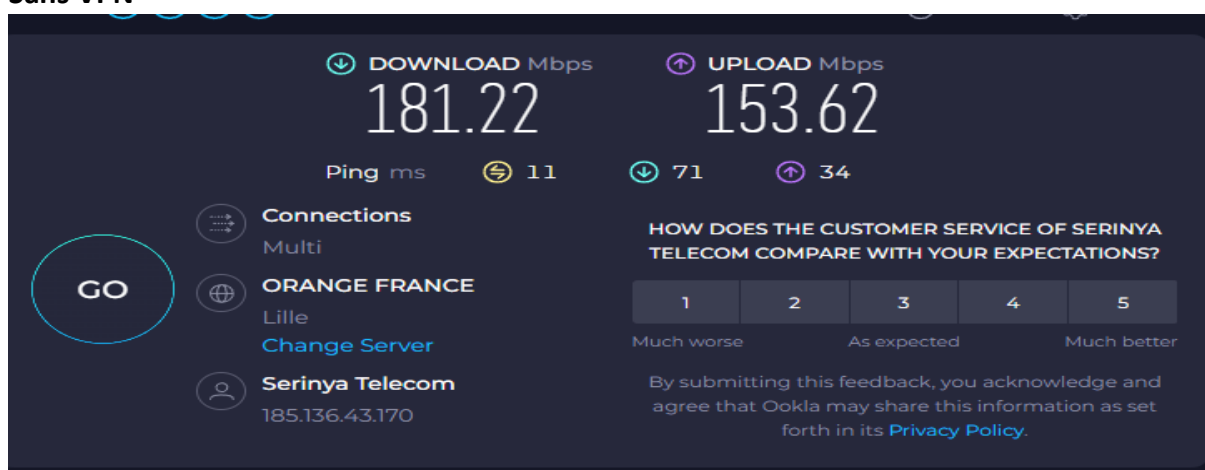 Sans VPN
DOWNLOAD Mbps
181.22
UPLOAD Mbps
153.62
Ping ms 11 71 34
GO
Connections
Multi
ORANGE FRANCE
Lille
Change Server
Serinya Telecom
185.136.43.170
HOW DOES THE CUSTOMER SERVICE OF SERINYA
TELECOM COMPARE WITH YOUR EXPECTATIONS?
1 2 3 4 5
Much worse As expected Much better
By submitting this feedback, you acknowledge and
agree that Ookla may share this information as set
forth in its Privacy Policy.